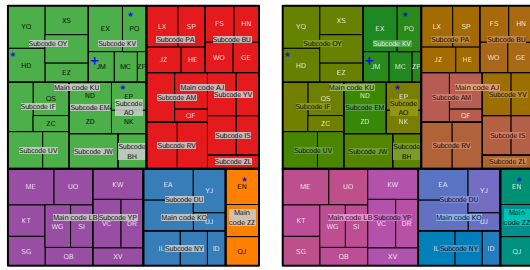 YQ XS EX PQ
Subcode OY Subcode KV
HD JM MC ZF
EZ
Main code KU
QS ND EP
Subcode IF Subcode EM Subcode AO
ZC ZD NK
Subcode UV Subcode JW Subcode BH
LX SP FS HN
Subcode PA Subcode BU
JZ HE WO GE
Main code AJ
Subcode AM Subcode YV
OF
Subcode IS
Subcode RV
Subcode ZL
ME UO KW
KT Main code LB Subcode YP
WG SI VC DR
SG QB XV
EA YJ
Subcode DU
Main code KO
UJ
IL Subcode NY ID
EN
Main code ZZ
QJ
YQ XS EX PQ
Subcode OY Subcode KV
HD JM MC ZF
EZ
Main code KU
QS ND EP
Subcode IF Subcode EM Subcode AO
ZC ZD NK
Subcode UV Subcode JW Subcode BH
LX SP FS HN
Subcode PA Subcode BU
JZ HE WO GE
Main code AJ
Subcode AM Subcode YV
OF
Subcode IS
Subcode RV
Subcode ZL
ME UO KW
KT Main code LB Subcode YP
WG SI VC DR
SG QB XV
EA YJ
Subcode DU
Main code KO
UJ
IL Subcode NY ID
EN
Main code ZZ
QJ